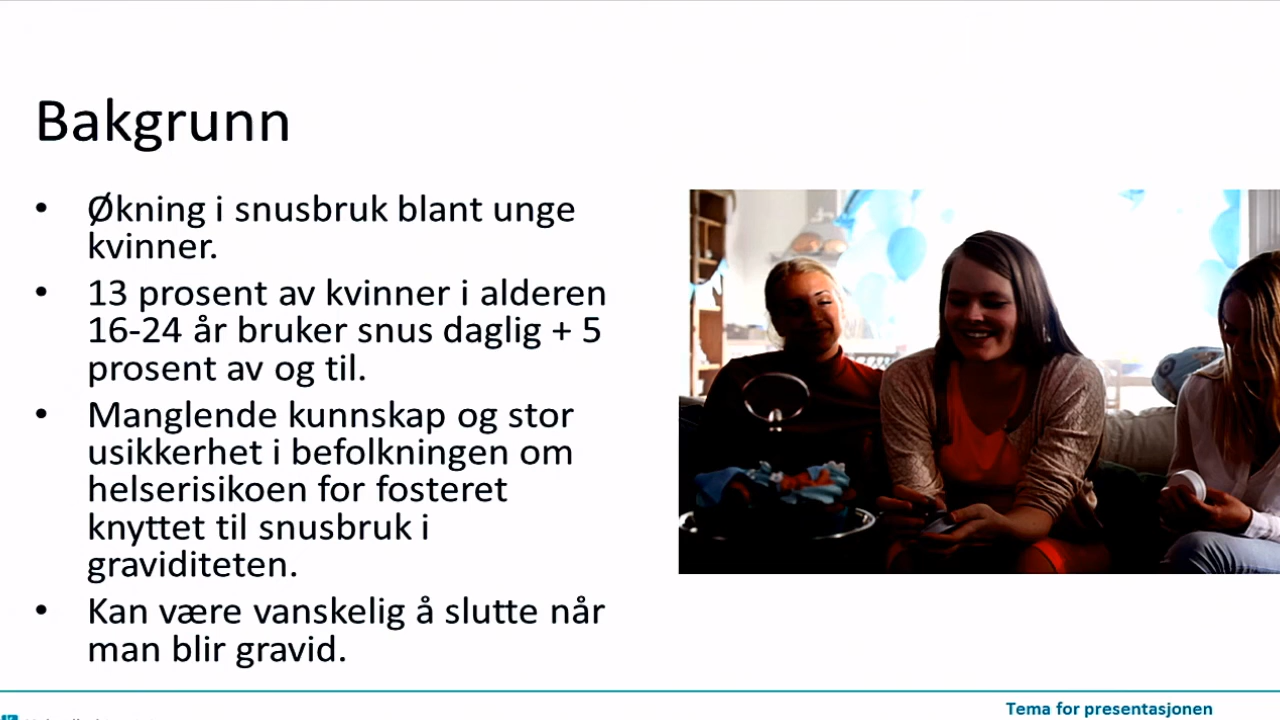 Bakgrunn
• Økning i snusbruk blant unge
kvinner.
• 13 prosent av kvinner i alderen
16-24 år bruker snus daglig + 5
prosent av og til.
• Manglende kunnskap og stor
usikkerhet i befolkningen om
helserisikoen for fosteret
knyttet til snusbruk i
graviditeten.
• Kan være vanskelig å slutte når
man blir gravid.
Tema for presentasjonen